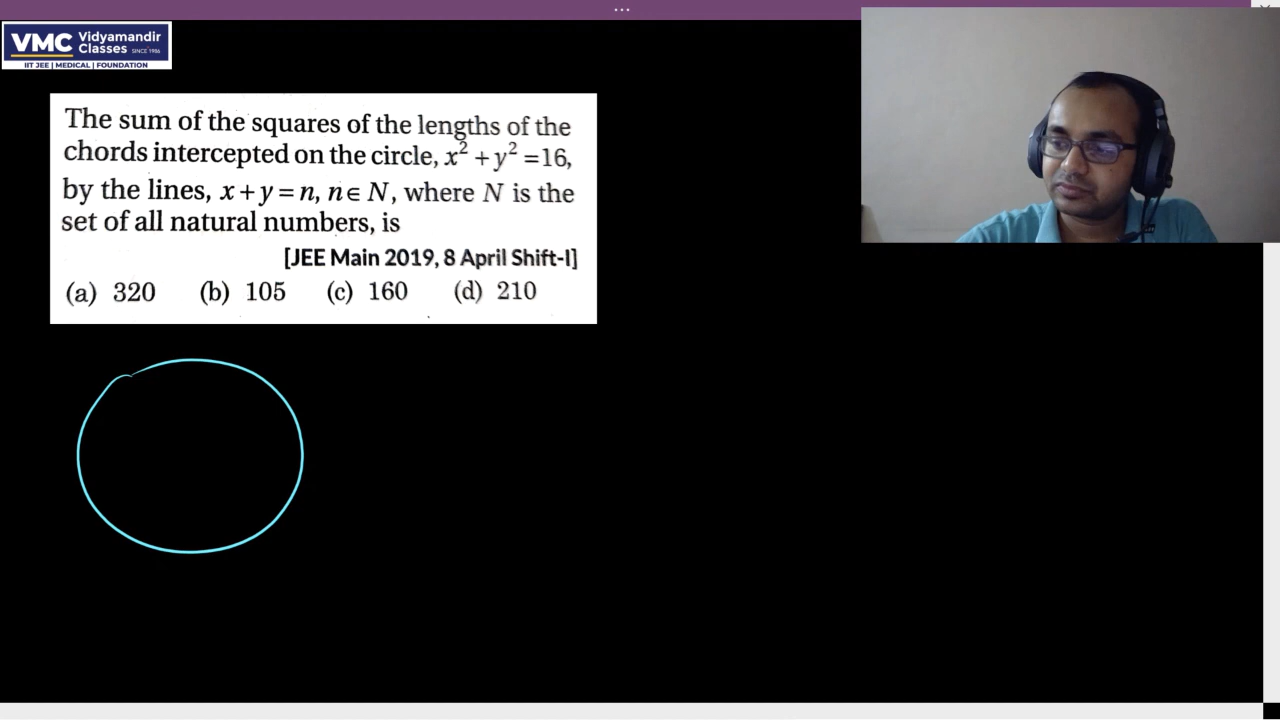 ...
VMC Vidyamandir
Classes SINCE 1986
IIT JEE | MEDICAL | FOUNDATION
The sum of the squares of the lengths of the
chords intercepted on the circle, x² + y² = 16,
by the lines, x + y = n, n ∈ N, where N is the
set of all natural numbers, is
[JEE Main 2019, 8 April Shift-I]
(a) 320 (b) 105 (c) 160 (d) 210